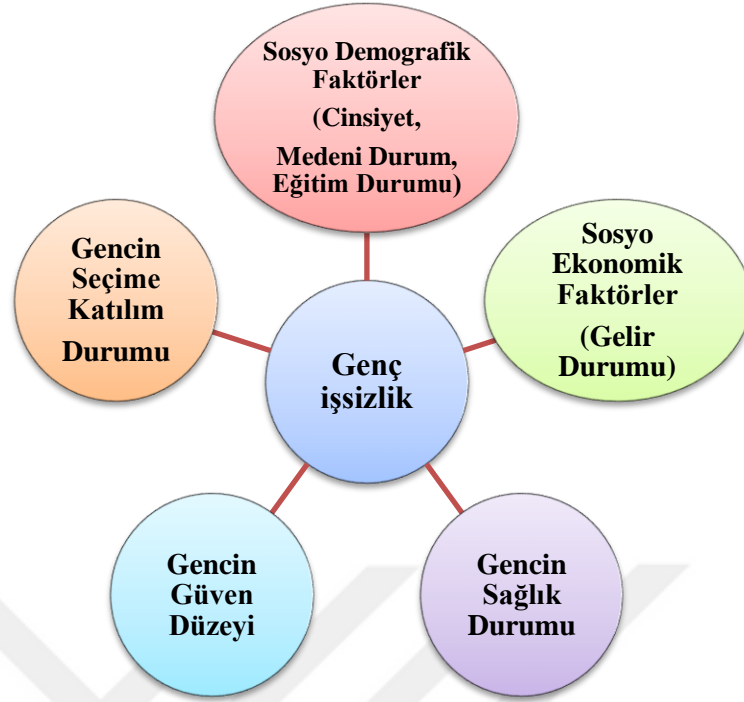 Sosyo Demografik
Faktörler
(Cinsiyet,
Medeni Durum,
Eğitim Durumu)
Gencin
Seçime
Katılım
Durumu
Sosyo
Ekonomik
Faktörler
(Gelir
Durumu)
Genç
işsizlik
Gencin
Güven
Düzeyi
Gencin
Sağlık
Durumu